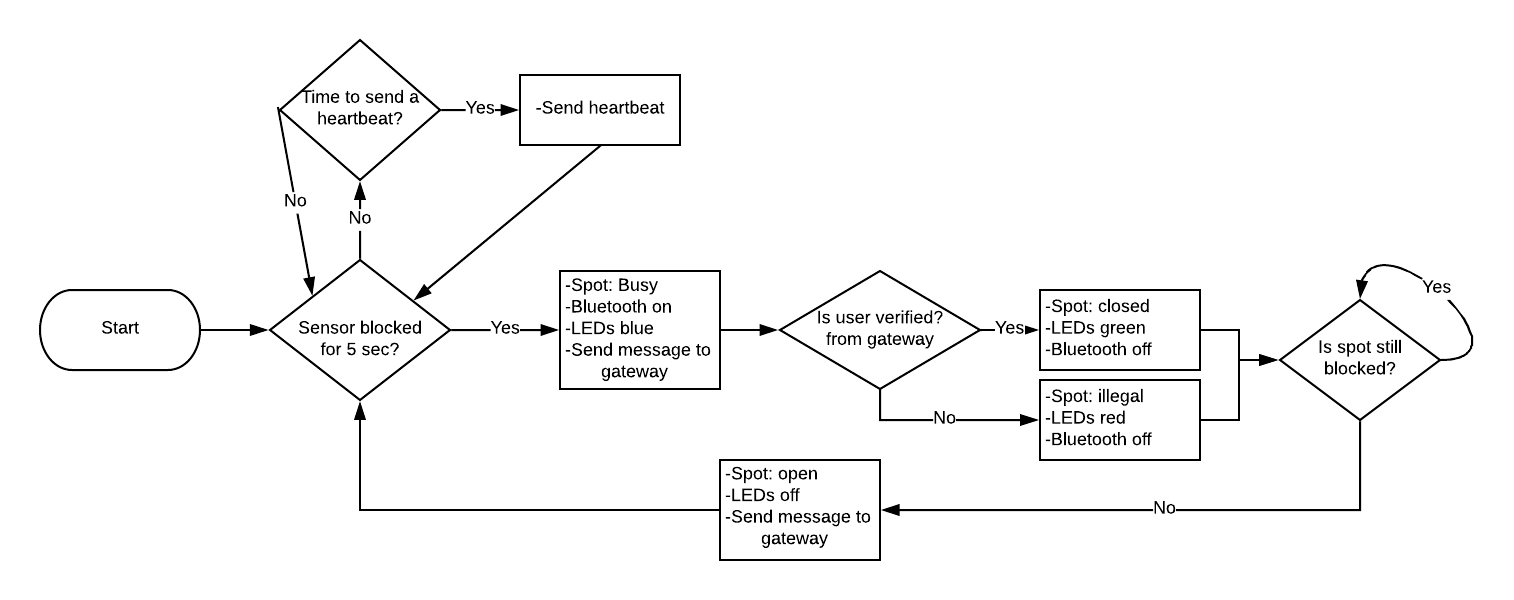 Time to send a
heartbeat?
Yes
-Send heartbeat
No
No
Start
Sensor blocked
for 5 sec?
Yes
-Spot: Busy
-Bluetooth on
-LEDs blue
-Send message to
gateway
Is user verified?
from gateway
Yes
-Spot: closed
-LEDs green
-Bluetooth off
No
-Spot: illegal
-LEDs red
-Bluetooth off
Is spot still
blocked?
Yes
No
-Spot: open
-LEDs off
-Send message to
gateway